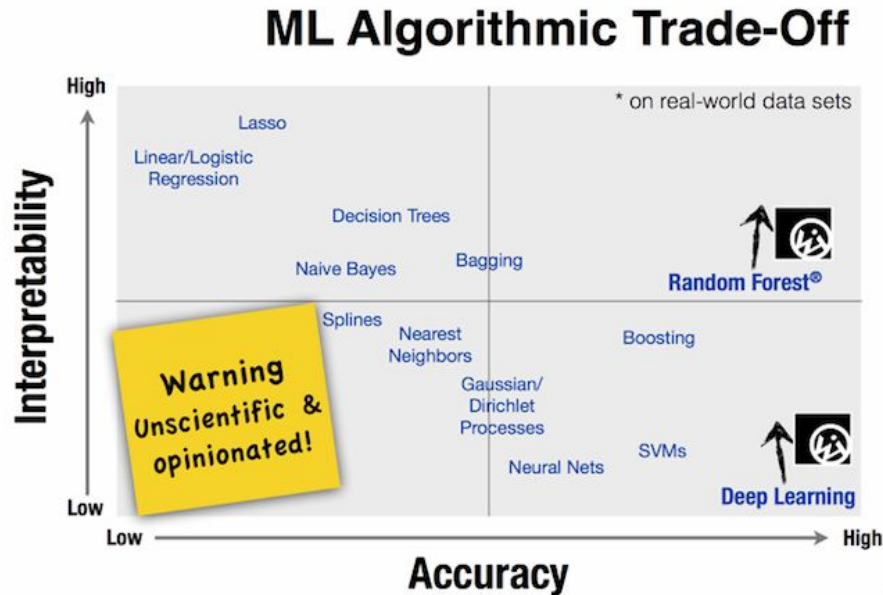 ML Algorithmic Trade-Off
High
* on real-world data sets
Lasso
Linear/Logistic
Regression
Decision Trees
Naive Bayes
Bagging
Random Forest®
Interpretability
Splines
Nearest
Neighbors
Boosting
Warning
Unscientific &
opinionated!
Gaussian/
Dirichlet
Processes
Neural Nets
SVMs
Deep Learning
Low
Low
High
Accuracy